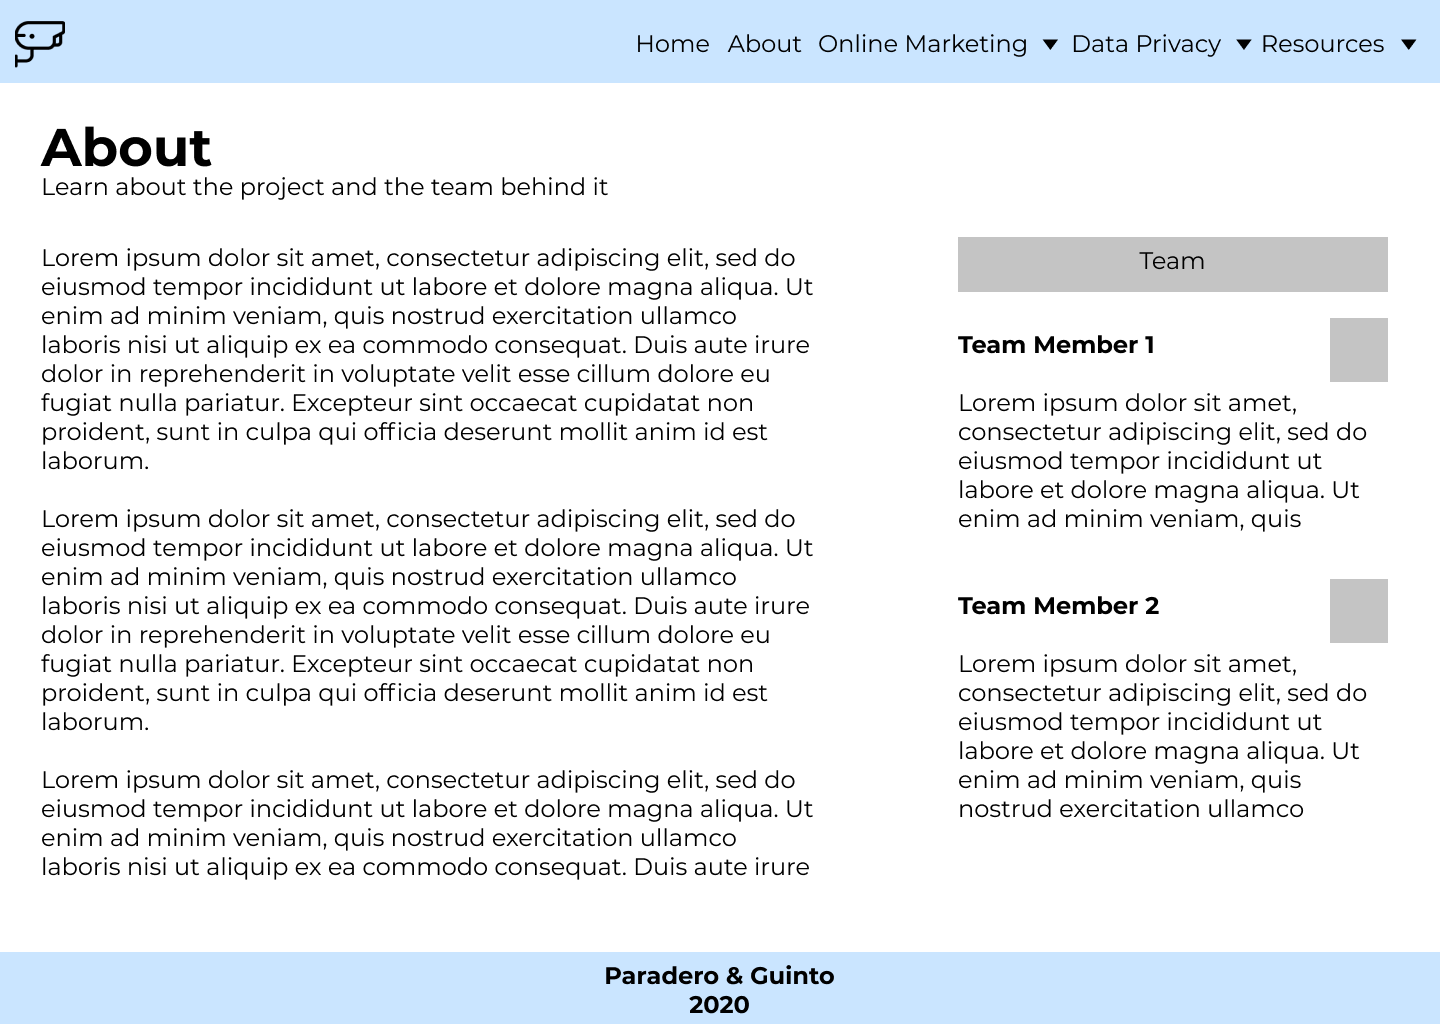 Home About Online Marketing ▼ Data Privacy ▼ Resources ▼
About
Learn about the project and the team behind it
Lorem ipsum dolor sit amet, consectetur adipiscing elit, sed do
eiusmod tempor incididunt ut labore et dolore magna aliqua. Ut
enim ad minim veniam, quis nostrud exercitation ullamco
laboris nisi ut aliquip ex ea commodo consequat. Duis aute irure
dolor in reprehenderit in voluptate velit esse cillum dolore eu
fugiat nulla pariatur. Excepteur sint occaecat cupidatat non
proident, sunt in culpa qui officia deserunt mollit anim id est
laborum.
Lorem ipsum dolor sit amet, consectetur adipiscing elit, sed do
eiusmod tempor incididunt ut labore et dolore magna aliqua. Ut
enim ad minim veniam, quis nostrud exercitation ullamco
laboris nisi ut aliquip ex ea commodo consequat. Duis aute irure
dolor in reprehenderit in voluptate velit esse cillum dolore eu
fugiat nulla pariatur. Excepteur sint occaecat cupidatat non
proident, sunt in culpa qui officia deserunt mollit anim id est
laborum.
Lorem ipsum dolor sit amet, consectetur adipiscing elit, sed do
eiusmod tempor incididunt ut labore et dolore magna aliqua. Ut
enim ad minim veniam, quis nostrud exercitation ullamco
laboris nisi ut aliquip ex ea commodo consequat. Duis aute irure
Team
Team Member 1
Lorem ipsum dolor sit amet,
consectetur adipiscing elit, sed do
eiusmod tempor incididunt ut
labore et dolore magna aliqua. Ut
enim ad minim veniam, quis
Team Member 2
Lorem ipsum dolor sit amet,
consectetur adipiscing elit, sed do
eiusmod tempor incididunt ut
labore et dolore magna aliqua. Ut
enim ad minim veniam, quis
nostrud exercitation ullamco
Paradero & Guinto
2020